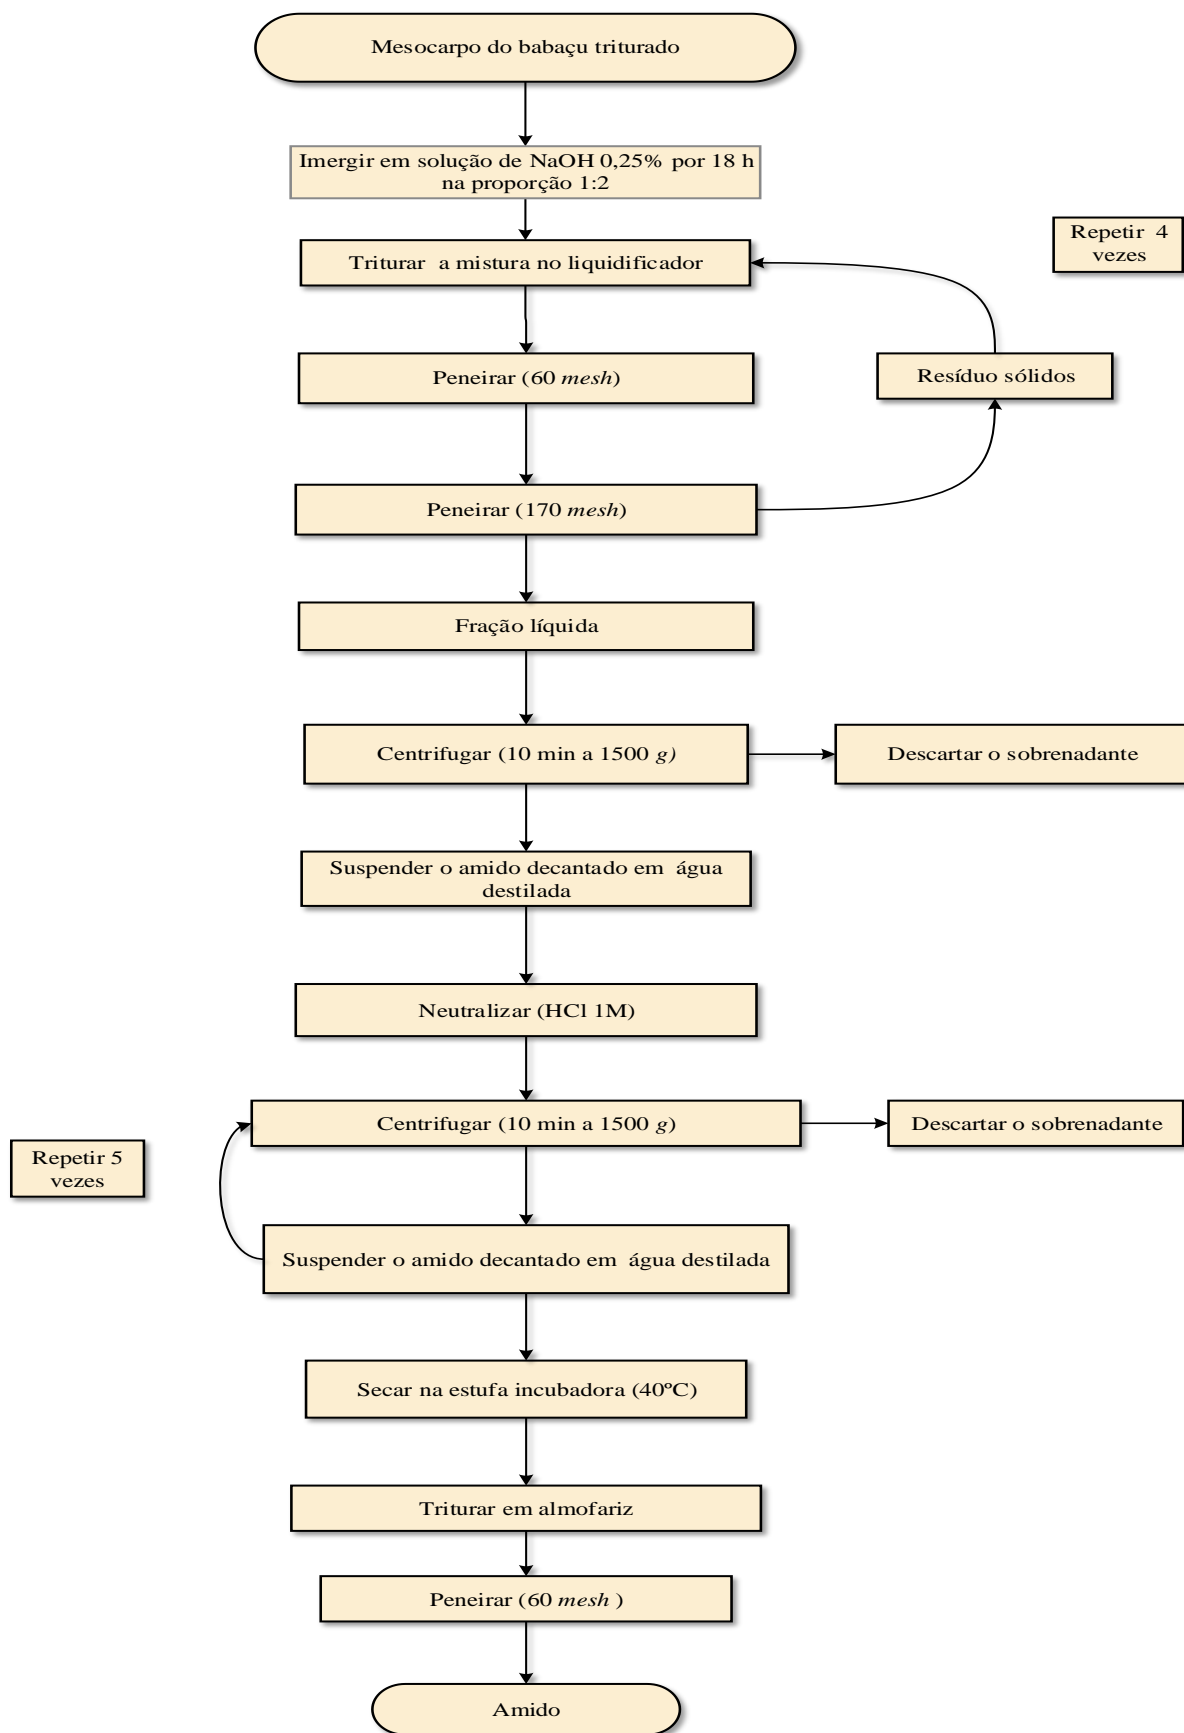 Mesocarpo do babaçu triturado
Imergir em solução de NaOH 0,25% por 18 h
na proporção 1:2
Repetir 4
vezes
Triturar a mistura no liquidificador
Peneirar (60 mesh)
Resíduo sólidos
Peneirar (170 mesh)
Fração líquida
Centrifugar (10 min a 1500 g)
Descartar o sobrenadante
Suspender o amido decantado em água
destilada
Neutralizar (HCl 1M)
Centrifugar (10 min a 1500 g)
Descartar o sobrenadante
Repetir 5
vezes
Suspender o amido decantado em água destilada
Secar na estufa incubadora (40ºC)
Triturar em almofariz
Peneirar (60 mesh )
Amido